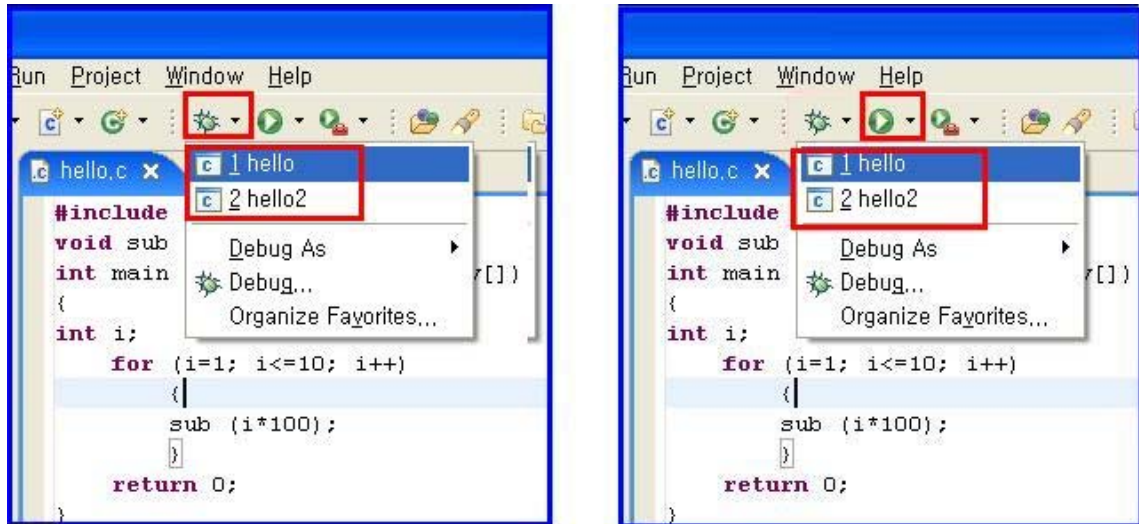 Run Project Window Help
hello.c
1 hello
2 hello2
Debug As
Debug...
Organize Favorites...
#include
void sub
int main v[])
{
int i;
for (i=1; i<=10; i++)
{
sub (i*100);
}
return 0;
}
Run Project Window Help
hello.c
1 hello
2 hello2
Debug As
Debug...
Organize Favorites...
#include
void sub
int main v[])
{
int i;
for (i=1; i<=10; i++)
{
sub (i*100);
}
return 0;
}